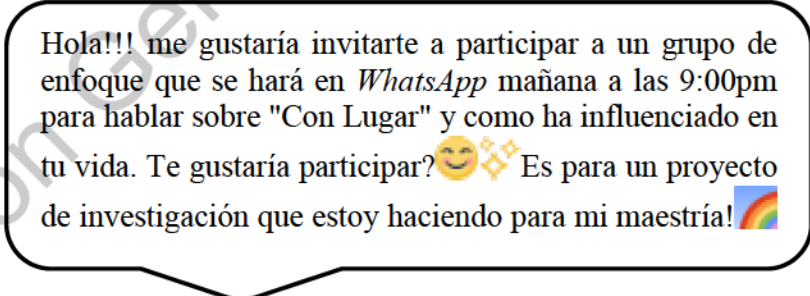 Hola!!! me gustaría invitarte a participar a un grupo de
enfoque que se hará en WhatsApp mañana a las 9:00pm
para hablar sobre "Con Lugar" y como ha influenciado en
tu vida. Te gustaría participar?😊✨Es para un proyecto
de investigación que estoy haciendo para mi maestría!🌈